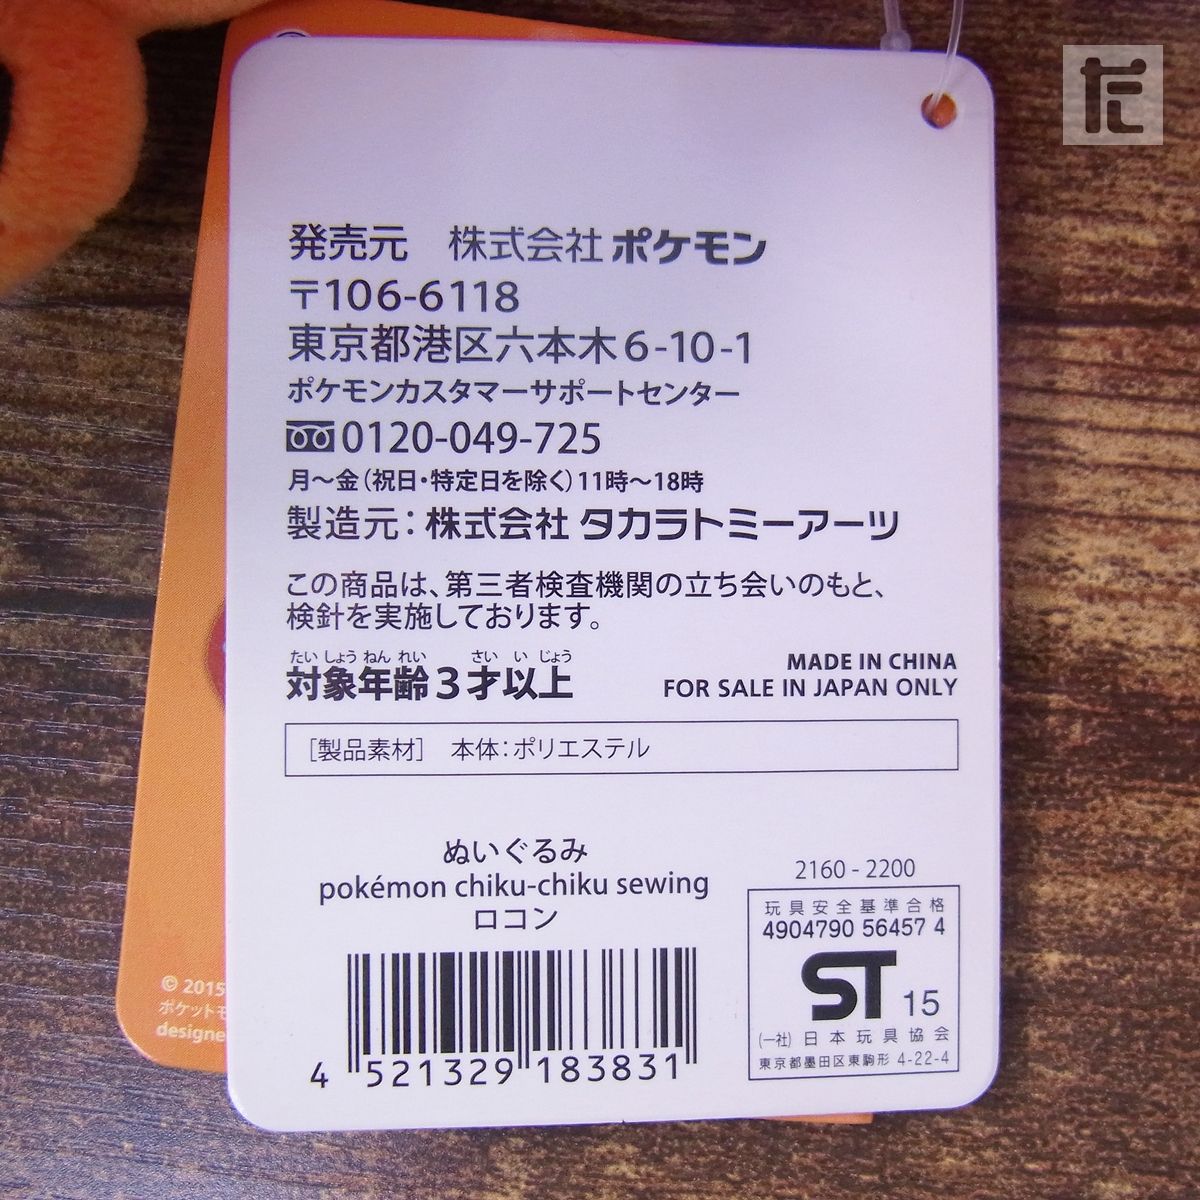 発売元 株式会社 ポケモン
〒106-6118
東京都港区六本木6-10-1
ポケモンカスタマーサポートセンター
0120-049-725
月～金(祝日・特定日を除く)11時～18時
製造元:株式会社 タカラトミーアーツ
この商品は、第三者検査機関の立ち会いのもと、
検針を実施しております。
たい しょう ねん れい さい い じょう
対象年齢3才以上
MADE IN CHINA
FOR SALE IN JAPAN ONLY
[製品素材] 本体:ポリエステル
ぬいぐるみ
pokémon chiku-chiku sewing
ロコン
4 521329 183831
2160 - 2200
玩具安全基準合格
4904790 56457 4
ST 15
(一社)日本玩具協会
東京都墨田区東駒形 4-22-4
© 2015
ポケット
designe